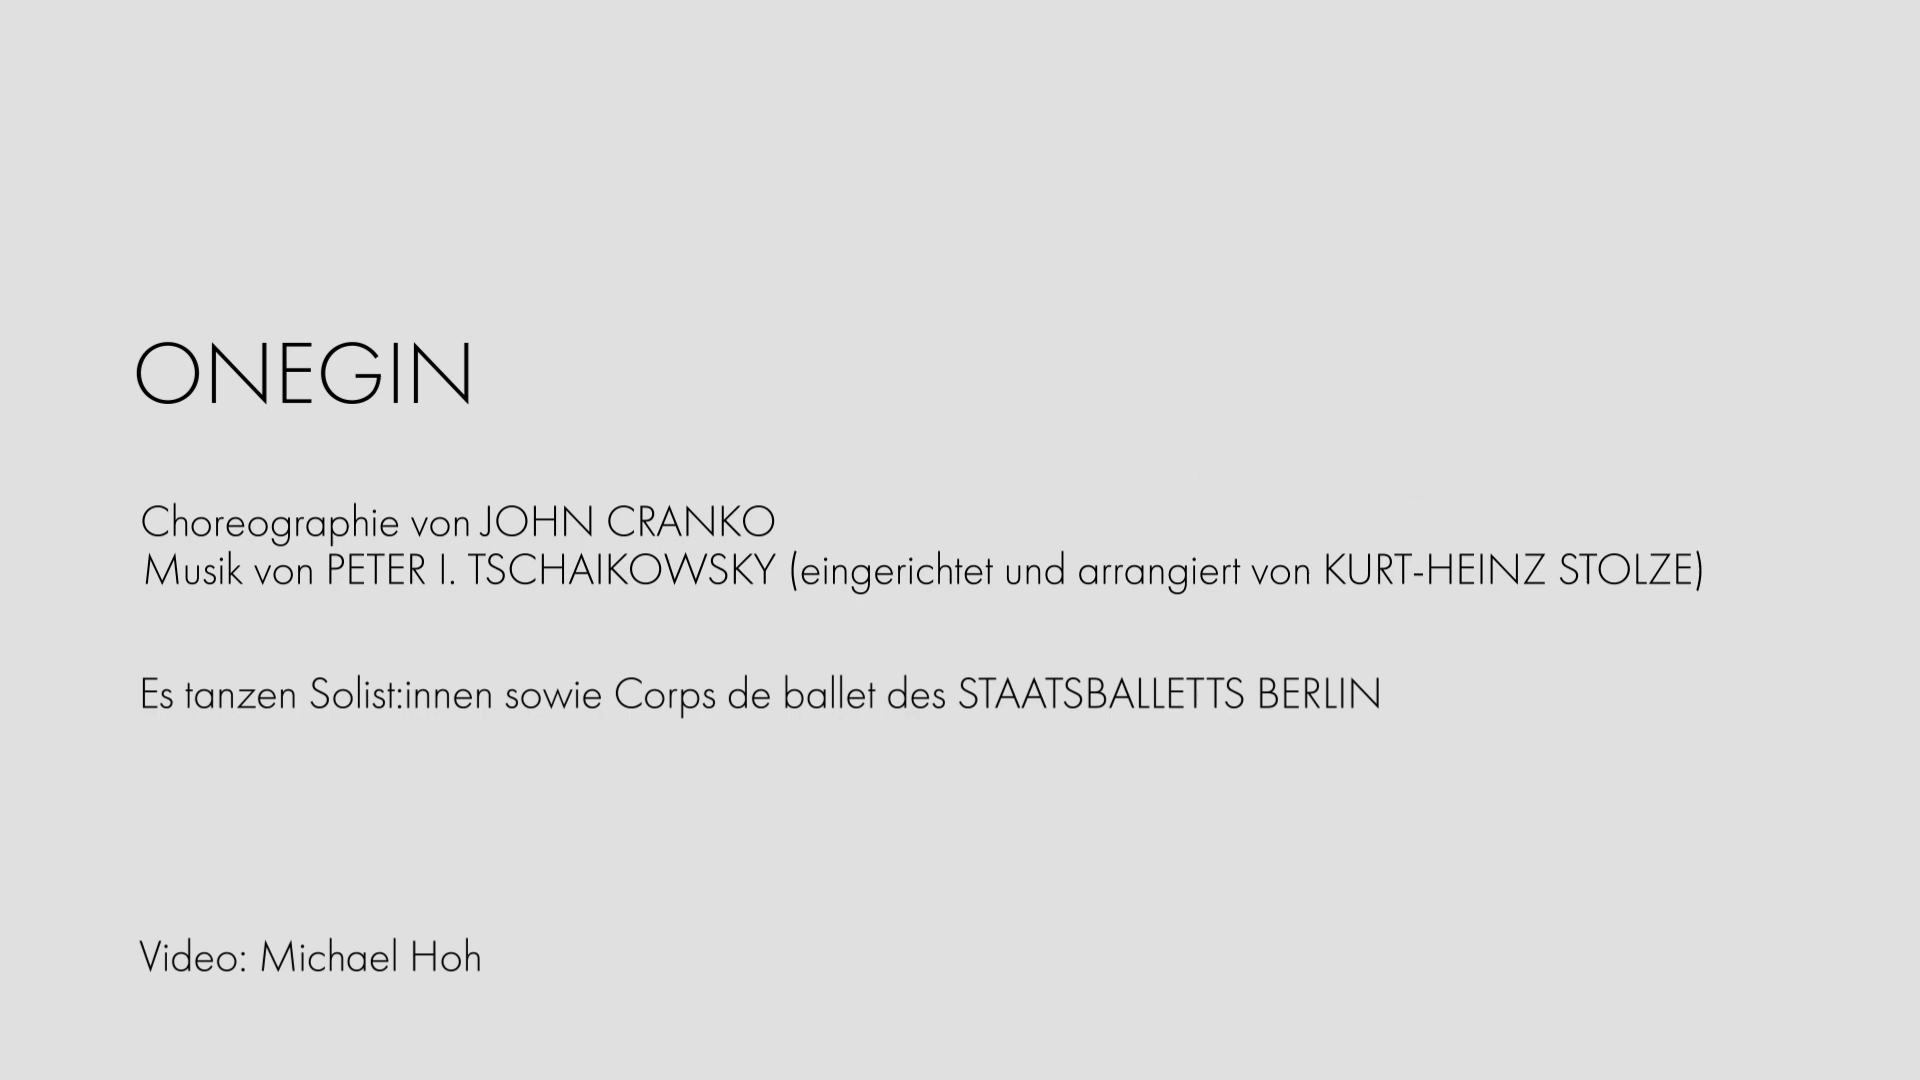 ONEGIN
Choreographie von JOHN CRANKO
Musik von PETER I. TSCHAIKOWSKY (eingerichtet und arrangiert von KURT-HEINZ STOLZE)
Es tanzen Solist:innen sowie Corps de ballet des STAATSBALLETTS BERLIN
Video: Michael Hoh